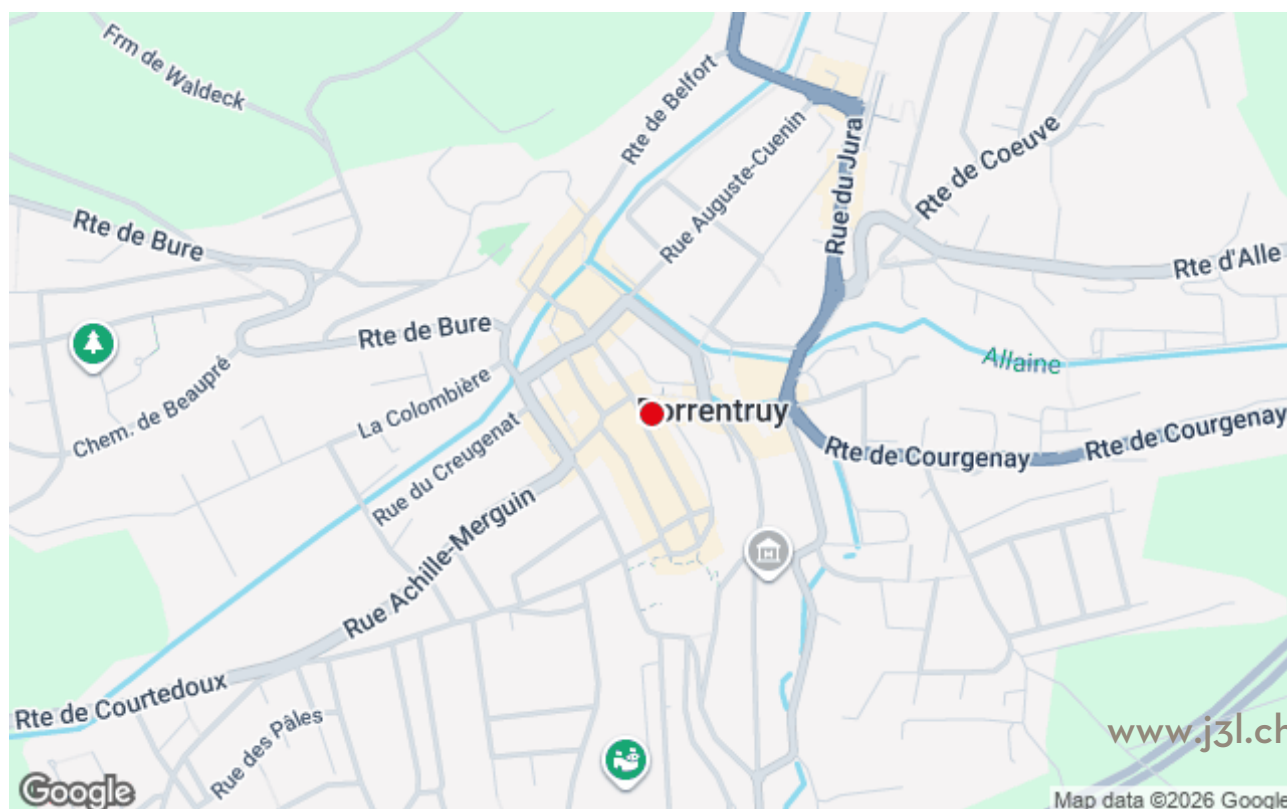 Frm de Waldeck
Rte de Belfort
Rue Auguste-Cuenin
Rue du Jura
Rte de Coeuve
Rte de Bure
Rte d'Alle
Rte de Bure
Allaine
Chem. de Beaupré
La Colombière
Porrentruy
Rue du Creugenat
Rte de Courgenay
Rte de Courgenay
Rue Achille-Merguin
Rte de Courtedoux
Rue des Pâles
www.j3l.ch
Google
Map data ©2026 Google